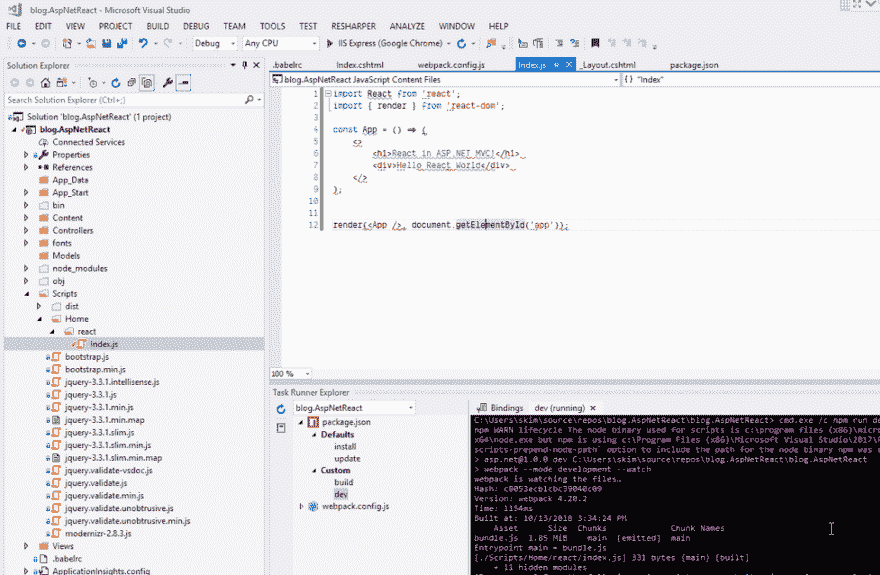 blog.AspNetReact - Microsoft Visual Studio
FILE EDIT VIEW PROJECT BUILD DEBUG TEAM TOOLS TEST RESHARPER ANALYZE WINDOW HELP
Debug Any CPU IIS Express (Google Chrome)
Solution Explorer
Search Solution Explorer (Ctrl+;)
Solution 'blog.AspNetReact' (1 project)
blog.AspNetReact
Connected Services
Properties
References
App_Data
App_Start
bin
Content
Controllers
fonts
Models
node_modules
obj
Scripts
dist
Home
react
index.js
bootstrap.js
bootstrap.min.js
jquery-3.3.1.intellisense.js
jquery-3.3.1.js
jquery-3.3.1.min.js
jquery-3.3.1.min.map
jquery-3.3.1.slim.js
jquery-3.3.1.slim.min.js
jquery-3.3.1.slim.min.map
jquery.validate-vsdoc.js
jquery.validate.js
jquery.validate.min.js
jquery.validate.unobtrusive.js
jquery.validate.unobtrusive.min.js
modernizr-2.8.3.js
Views
.babelrc
ApplicationInsights.config
.babelrc Index.cshtml webpack.config.js Index.js _Layout.cshtml package.json
blog.AspNetReact JavaScript Content Files {} "Index"
1 import React from 'react';
2 import { render } from 'react-dom';
3
4 const App = () => (
5 <>
6 <h1>React in ASP.NET MVC!</h1>
7 <div>Hello React World</div>
8 </>
9 );
10
11
12 render(<App />, document.getElementById('app'));
100 %
Task Runner Explorer
blog.AspNetReact
package.json
Defaults
install
update
Custom
build
dev
webpack.config.js
Bindings dev (running)
C:\Users\skim\source\repos\blog.AspNetReact\blog.AspNetReact> cmd.exe /c npm run de
npm WARN lifecycle The node binary used for scripts is c:\program files (x86)\micro
x64\node.exe but npm is using c:\Program Files (x86)\Microsoft Visual Studio\2017\
scripts-prepend-node-path` option to include the path for the node binary npm was
> asp.net@1.0.0 dev C:\Users\skim\source\repos\blog.AspNetReact\blog.AspNetReact
> webpack --mode development --watch
webpack is watching the files…
Version: webpack 4.20.2
Time: 1154ms
Built at: 10/13/2018 3:34:24 PM
Asset Size Chunks Chunk Names
bundle.js 1.85 MiB main [emitted] main
Entrypoint main = bundle.js
[./Scripts/Home/react/index.js] 331 bytes {main} [built]
+ 11 hidden modules